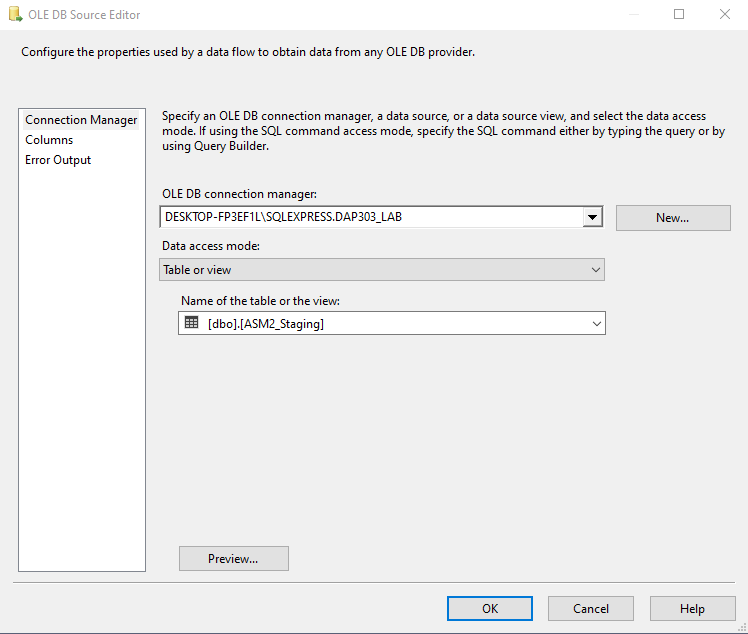 OLE DB Source Editor
Configure the properties used by a data flow to obtain data from any OLE DB provider.
Connection Manager
Columns
Error Output
Specify an OLE DB connection manager, a data source, or a data source view, and select the data access
mode. If using the SQL command access mode, specify the SQL command either by typing the query or by
using Query Builder.
OLE DB connection manager:
DESKTOP-FP3EF1L\SQLEXPRESS.DAP303_LAB
New...
Data access mode:
Table or view
Name of the table or the view:
[dbo].[ASM2_Staging]
Preview...
OK
Cancel
Help